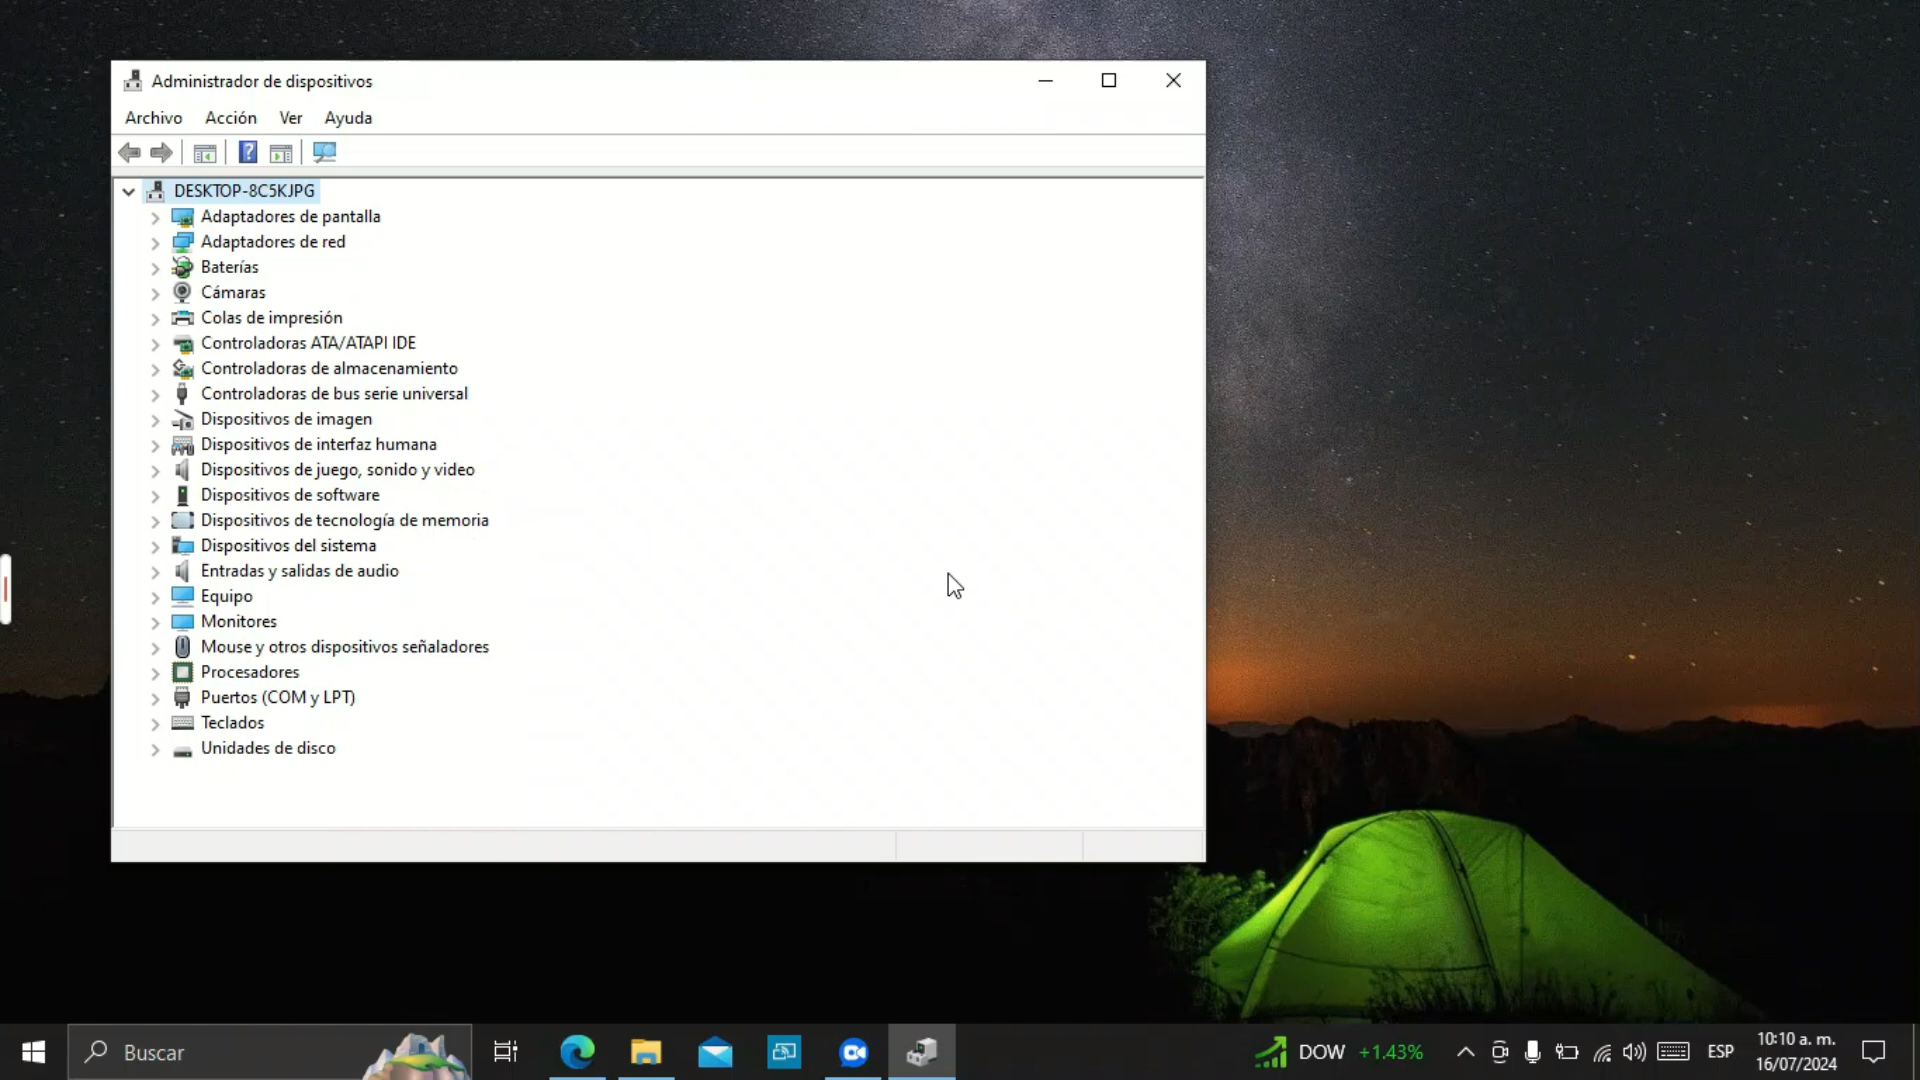 Administrador de dispositivos
Archivo Acción Ver Ayuda
DESKTOP-8C5KJPG
Adaptadores de pantalla
Adaptadores de red
Baterías
Cámaras
Colas de impresión
Controladoras ATA/ATAPI IDE
Controladoras de almacenamiento
Controladoras de bus serie universal
Dispositivos de imagen
Dispositivos de interfaz humana
Dispositivos de juego, sonido y video
Dispositivos de software
Dispositivos de tecnología de memoria
Dispositivos del sistema
Entradas y salidas de audio
Equipo
Monitores
Mouse y otros dispositivos señaladores
Procesadores
Puertos (COM y LPT)
Teclados
Unidades de disco
Buscar
DOW +1.43%
ESP
10:10 a. m.
16/07/2024